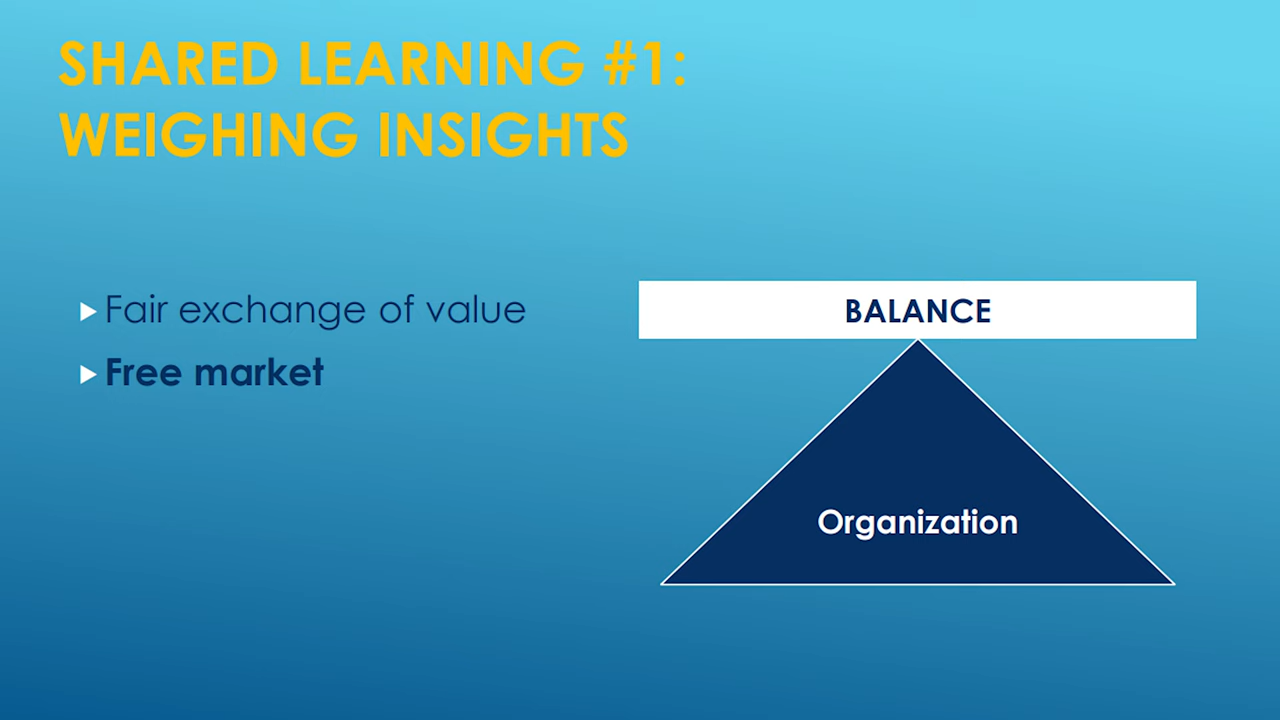 SHARED LEARNING #1:
WEIGHING INSIGHTS
Fair exchange of value
Free market
BALANCE
Organization